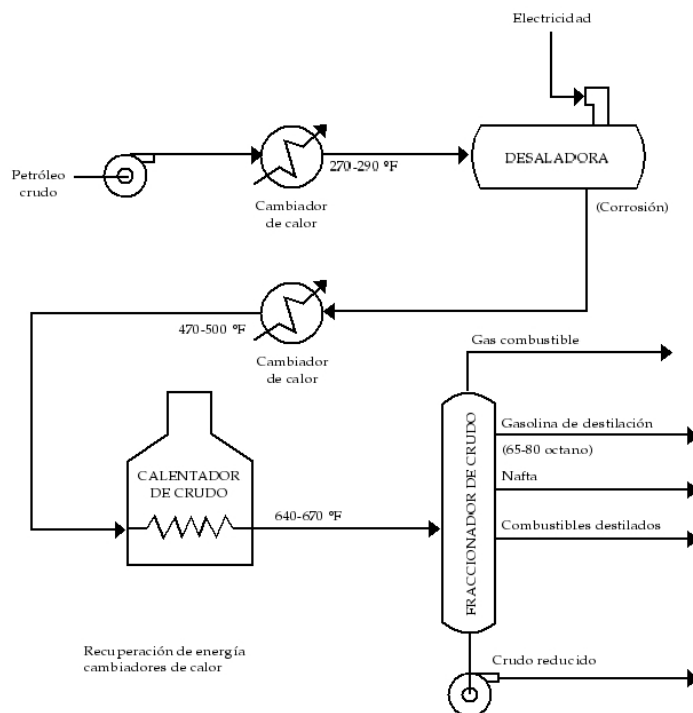 Electricidad
Petróleo
crudo
270-290 °F
DESALADORA
Cambiador
de calor
(Corrosión)
470-500 °F
Cambiador
de calor
Gas combustible
Gasolina de destilación
(65-80 octano)
Nafta
Combustibles destilados
CALENTADOR
DE CRUDO
640-670 °F
FRACCIONADOR DE CRUDO
Recuperación de energía
cambiadores de calor
Crudo reducido